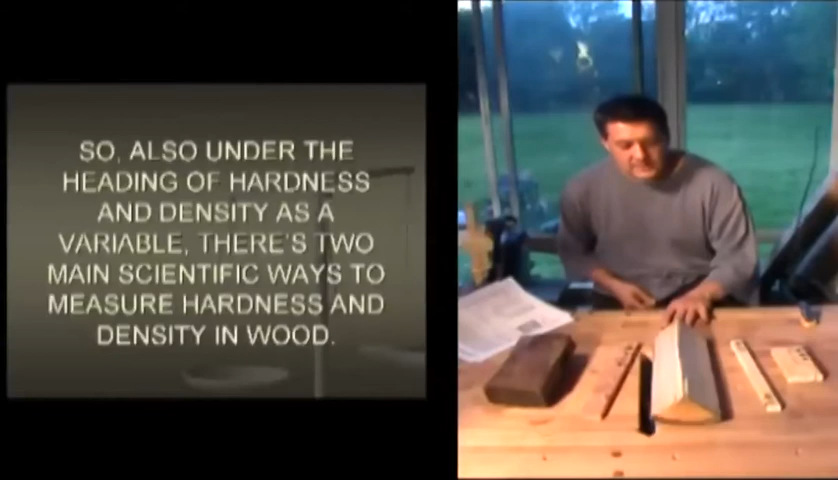 SO, ALSO UNDER THE
HEADING OF HARDNESS
AND DENSITY AS A
VARIABLE, THERE'S TWO
MAIN SCIENTIFIC WAYS TO
MEASURE HARDNESS AND
DENSITY IN WOOD.